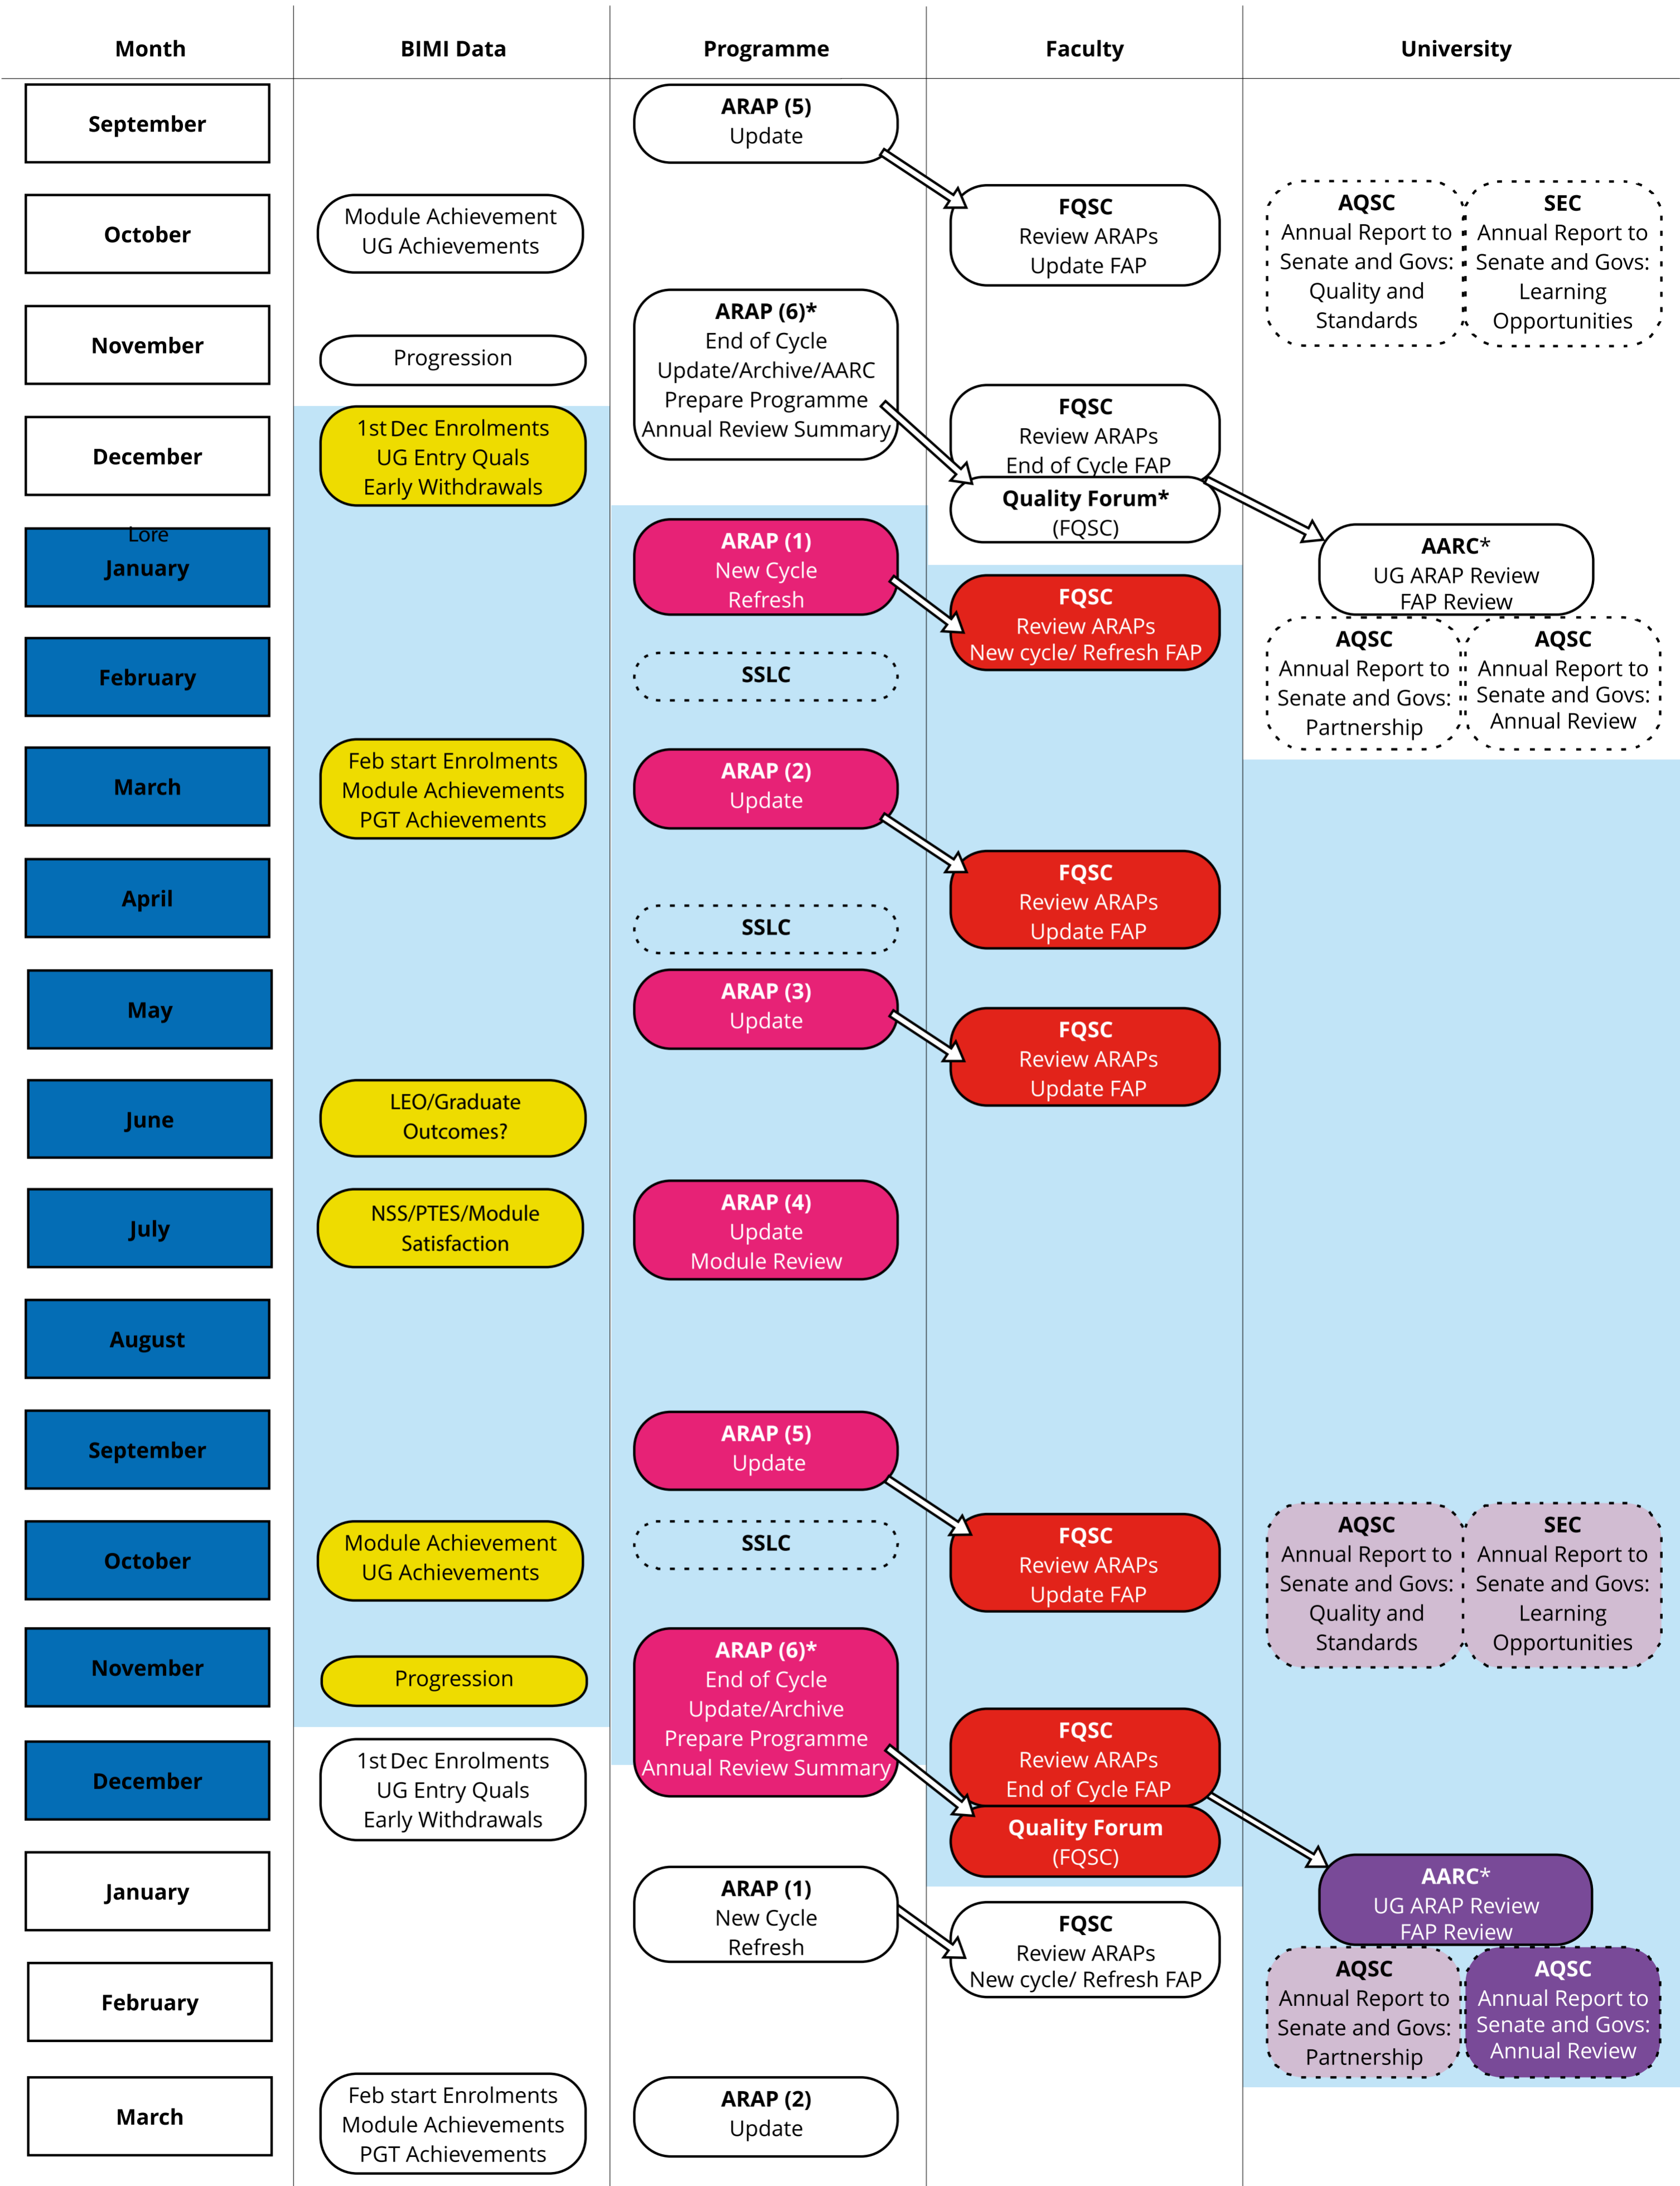 Month
BIMI Data
Programme
Faculty
University
September
ARAP (5)
Update
October
Module Achievement
UG Achievements
FQSC
Review ARAPs
Update FAP
AQSC
Annual Report to
Senate and Govs:
Quality and
Standards
SEC
Annual Report to
Senate and Govs:
Learning
Opportunities
November
Progression
ARAP (6)*
End of Cycle
Update/Archive/AARC
Prepare Programme
Annual Review Summary
December
1st Dec Enrolments
UG Entry Quals
Early Withdrawals
FQSC
Review ARAPs
End of Cycle FAP
Quality Forum*
(FQSC)
Lore
January
ARAP (1)
New Cycle
Refresh
FQSC
Review ARAPs
New cycle/ Refresh FAP
AARC*
UG ARAP Review
FAP Review
February
SSLC
AQSC
Annual Report to
Senate and Govs:
Partnership
AQSC
Annual Report to
Senate and Govs:
Annual Review
March
Feb start Enrolments
Module Achievements
PGT Achievements
ARAP (2)
Update
April
SSLC
FQSC
Review ARAPs
Update FAP
May
ARAP (3)
Update
FQSC
Review ARAPs
Update FAP
June
LEO/Graduate
Outcomes?
July
NSS/PTES/Module
Satisfaction
ARAP (4)
Update
Module Review
August
September
ARAP (5)
Update
October
Module Achievement
UG Achievements
SSLC
FQSC
Review ARAPs
Update FAP
AQSC
Annual Report to
Senate and Govs:
Quality and
Standards
SEC
Annual Report to
Senate and Govs:
Learning
Opportunities
November
Progression
ARAP (6)*
End of Cycle
Update/Archive
Prepare Programme
Annual Review Summary
December
1st Dec Enrolments
UG Entry Quals
Early Withdrawals
FQSC
Review ARAPs
End of Cycle FAP
Quality Forum
(FQSC)
January
ARAP (1)
New Cycle
Refresh
FQSC
Review ARAPs
New cycle/ Refresh FAP
AARC*
UG ARAP Review
FAP Review
February
AQSC
Annual Report to
Senate and Govs:
Partnership
AQSC
Annual Report to
Senate and Govs:
Annual Review
March
Feb start Enrolments
Module Achievements
PGT Achievements
ARAP (2)
Update